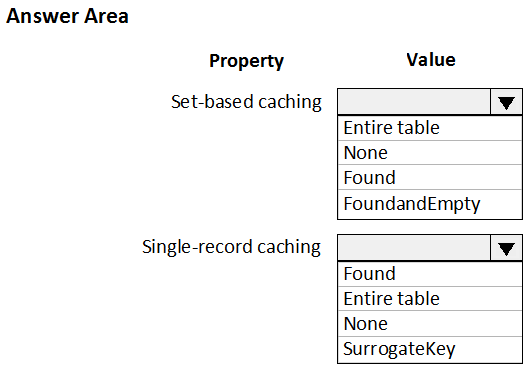 Answer Area
Property Value
Set-based caching
Entire table
None
Found
FoundandEmpty
Single-record caching
Found
Entire table
None
SurrogateKey